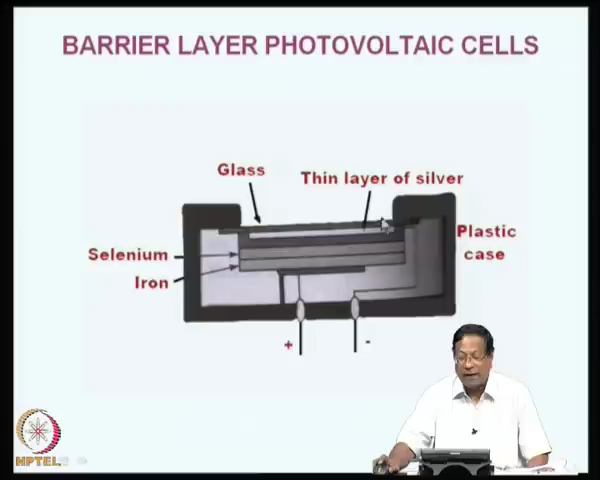 BARRIER LAYER PHOTOVOLTAIC CELLS
Glass
Thin layer of silver
Selenium
Iron
Plastic
case
+
-
NPTEL